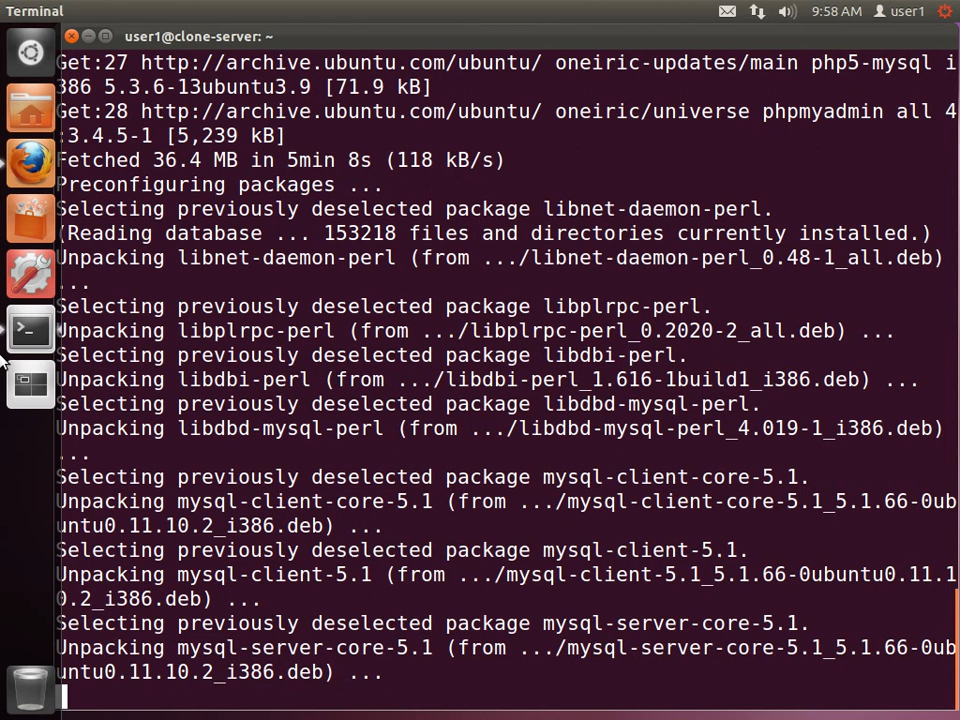 Terminal
9:58 AM
user1
user1@clone-server: ~
Get:27 http://archive.ubuntu.com/ubuntu/ oneiric-updates/main php5-mysql i
386 5.3.6-13ubuntu3.9 [71.9 kB]
Get:28 http://archive.ubuntu.com/ubuntu/ oneiric/universe phpmyadmin all 4
:3.4.5-1 [5,239 kB]
Fetched 36.4 MB in 5min 8s (118 kB/s)
Preconfiguring packages ...
Selecting previously deselected package libnet-daemon-perl.
(Reading database ... 153218 files and directories currently installed.)
Unpacking libnet-daemon-perl (from .../libnet-daemon-perl_0.48-1_all.deb)
...
Selecting previously deselected package libplrpc-perl.
Unpacking libplrpc-perl (from .../libplrpc-perl_0.2020-2_all.deb) ...
Selecting previously deselected package libdbi-perl.
Unpacking libdbi-perl (from .../libdbi-perl_1.616-1build1_i386.deb) ...
Selecting previously deselected package libdbd-mysql-perl.
Unpacking libdbd-mysql-perl (from .../libdbd-mysql-perl_4.019-1_i386.deb)
...
Selecting previously deselected package mysql-client-core-5.1.
Unpacking mysql-client-core-5.1 (from .../mysql-client-core-5.1_5.1.66-0ub
untu0.11.10.2_i386.deb) ...
Selecting previously deselected package mysql-client-5.1.
Unpacking mysql-client-5.1 (from .../mysql-client-5.1_5.1.66-0ubuntu0.11.1
0.2_i386.deb) ...
Selecting previously deselected package mysql-server-core-5.1.
Unpacking mysql-server-core-5.1 (from .../mysql-server-core-5.1_5.1.66-0ub
untu0.11.10.2_i386.deb) ...